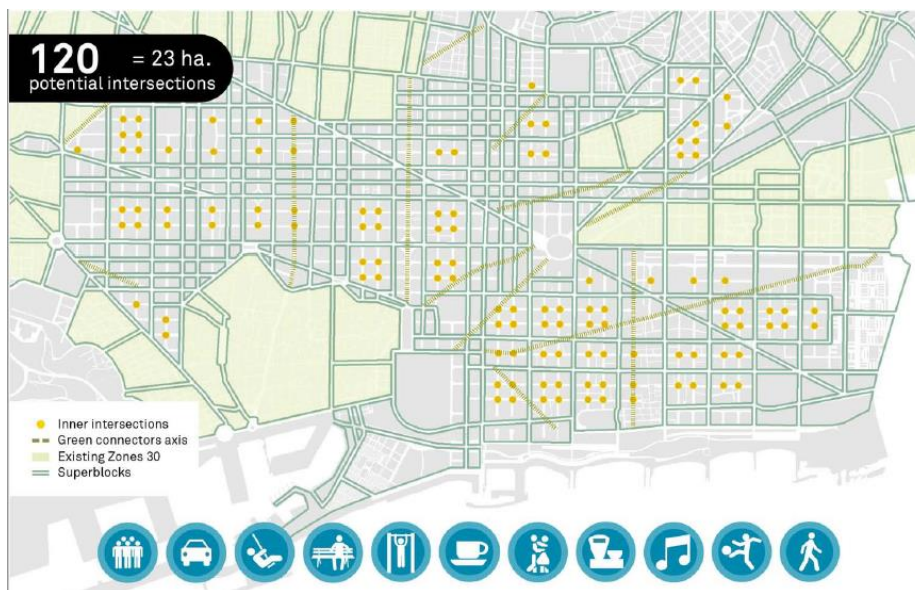 120 = 23 ha.
potential intersections
Inner intersections
Green connectors axis
Existing Zones 30
Superblocks